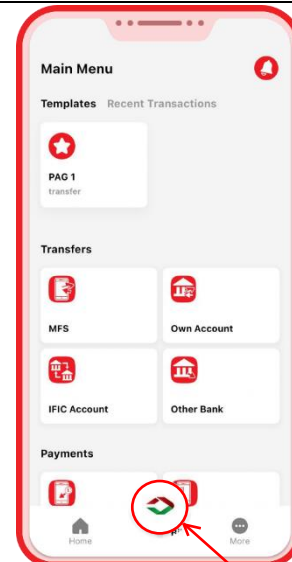 Main Menu
Templates Recent Transactions
PAG 1
transfer
Transfers
MFS Own Account
IFIC Account Other Bank
Payments
Home More